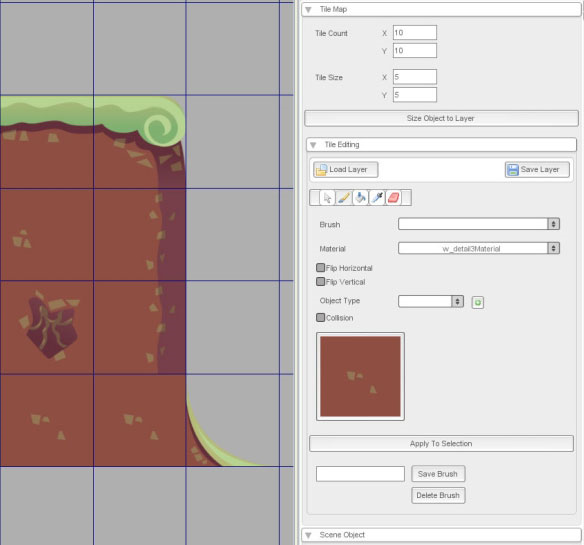 Tile Map
Tile Count X 10
Y 10
Tile Size X 5
Y 5
Size Object to Layer
Tile Editing
Load Layer Save Layer
Brush
Material w_detail3Material
Flip Horizontal
Flip Vertical
Object Type
Collision
Apply To Selection
Save Brush
Delete Brush
Scene Object